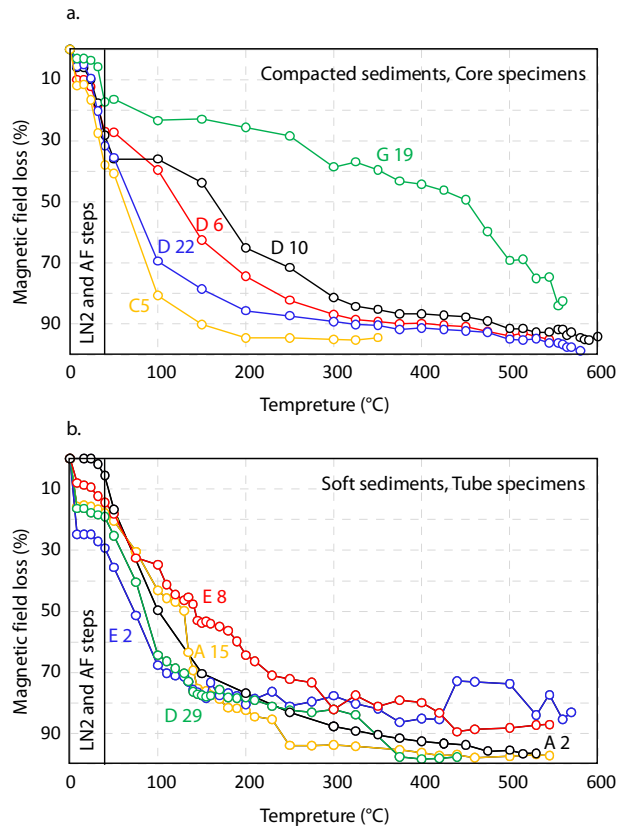 a.
Compacted sediments, Core specimens
Magnetic field loss (%)
LN2 and AF steps
10
30
50
70
90
G 19
D 6
D 10
D 22
C5
100
200
300
400
500
600
Tempreture (°C)
b.
Soft sediments, Tube specimens
Magnetic field loss (%)
LN2 and AF steps
10
30
50
70
90
E 8
E 2
A 15
D 29
A 2
0
100
200
300
400
500
600
Tempreture (°C)